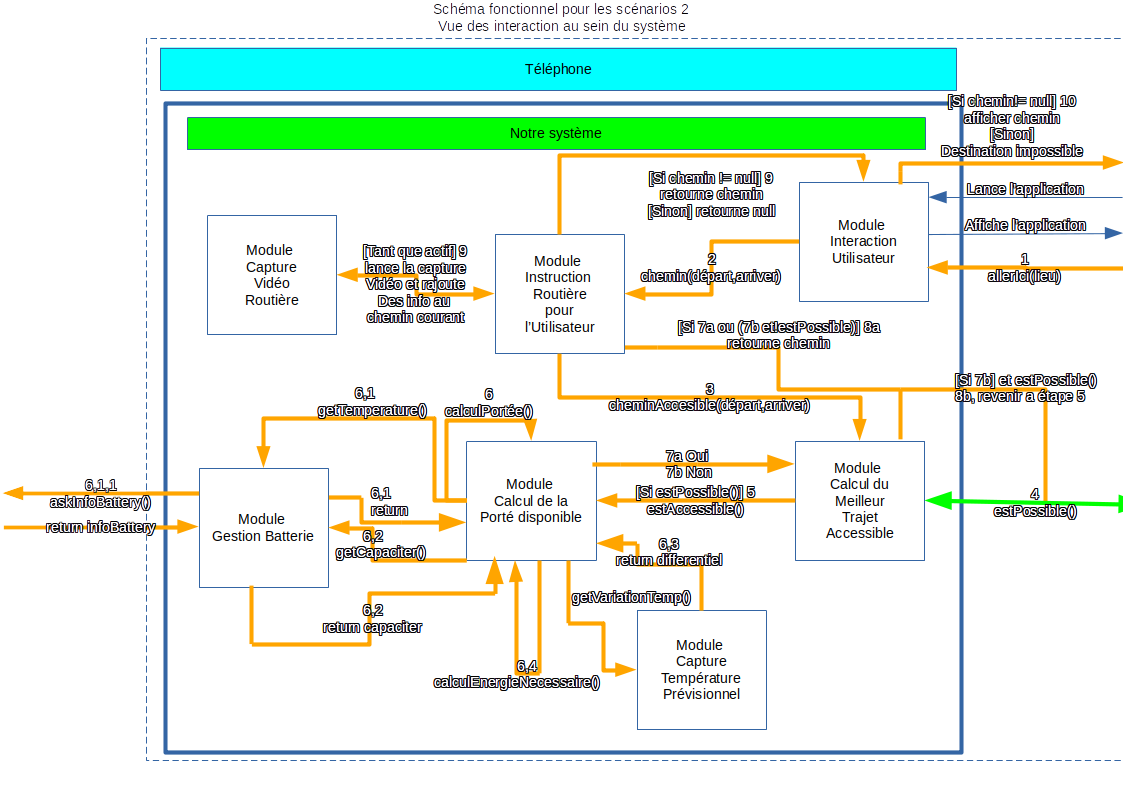 Schéma fonctionnel pour les scénarios 2
Vue des interaction au sein du système
Téléphone
Notre système
[Si chemin!= null] 10
afficher chemin
[Sinon]
Destination impossible
Lance l'application
Affiche l'application
1
allerIci(lieu)
Module
Interaction
Utilisateur
[Si chemin != null] 9
retourne chemin
[Sinon] retourne null
2
chemin(départ,arriver)
Module
Capture
Vidéo
Routière
[Tant que actif] 9
lance la capture
Vidéo et rajoute
Des info au
chemin courant
Module
Instruction
Routière
pour
l'Utilisateur
[Si 7a ou (7b et!estPossible)] 8a
retourne chemin
[Si 7b] et estPossible()
8b, revenir a étape 5
3
cheminAccesible(départ,arriver)
6,1
getTemperature()
6
calculPortée()
6,1,1
askInfoBattery()
return infoBattery
Module
Gestion Batterie
6,1
return
6,2
getCapaciter()
Module
Calcul de la
Porté disponible
7a Oui
7b Non
[Si estPossible()] 5
estAccessible()
Module
Calcul du
Meilleur
Trajet
Accessible
4
estPossible()
6,3
return differentiel
getVariationTemp()
6,2
return capaciter
6,4
calculEnergieNecessaire()
Module
Capture
Température
Prévisionnel